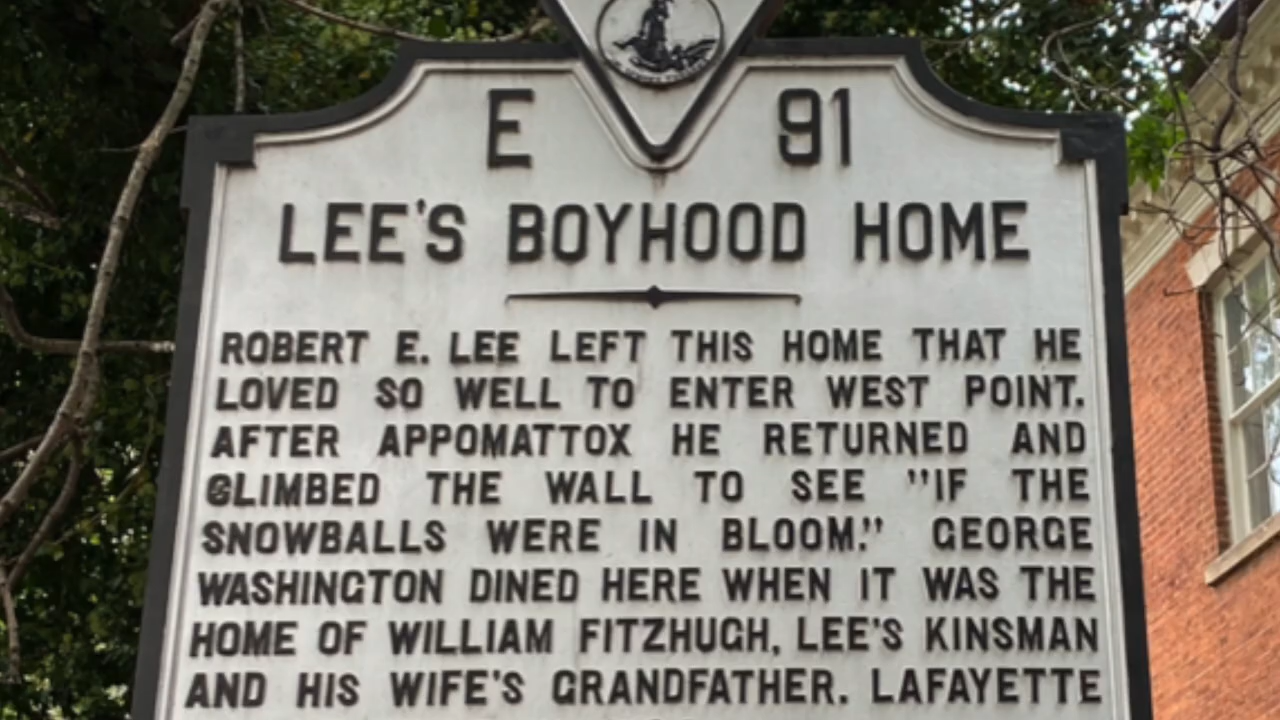 E 91
LEE'S BOYHOOD HOME
ROBERT E. LEE LEFT THIS HOME THAT HE
LOVED SO WELL TO ENTER WEST POINT.
AFTER APPOMATTOX HE RETURNED AND
CLIMBED THE WALL TO SEE "IF THE
SNOWBALLS WERE IN BLOOM." GEORGE
WASHINGTON DINED HERE WHEN IT WAS THE
HOME OF WILLIAM FITZHUGH, LEE'S KINSMAN
AND HIS WIFE'S GRANDFATHER. LAFAYETTE